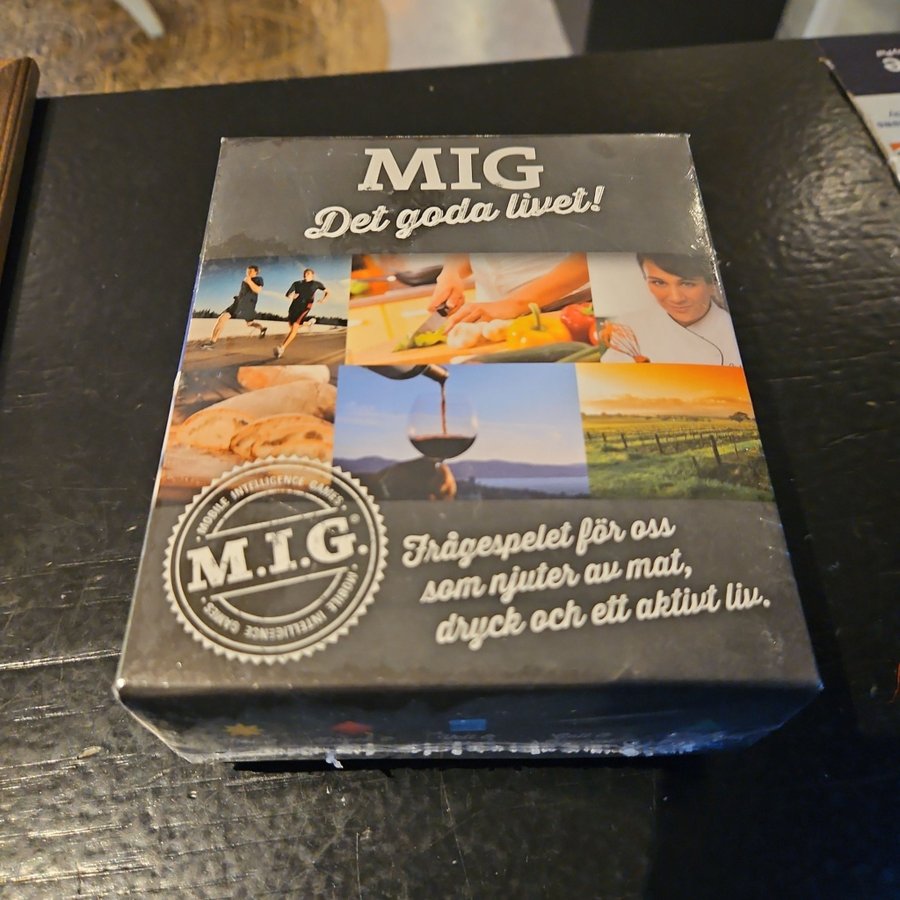 MIG
Det goda livet!
MOBILE INTELLIGENCE GAMES
M.I.G.®
MOBILE INTELLIGENCE GAMES
Frågespelet för oss
som njuter av mat,
dryck och ett aktivt liv.